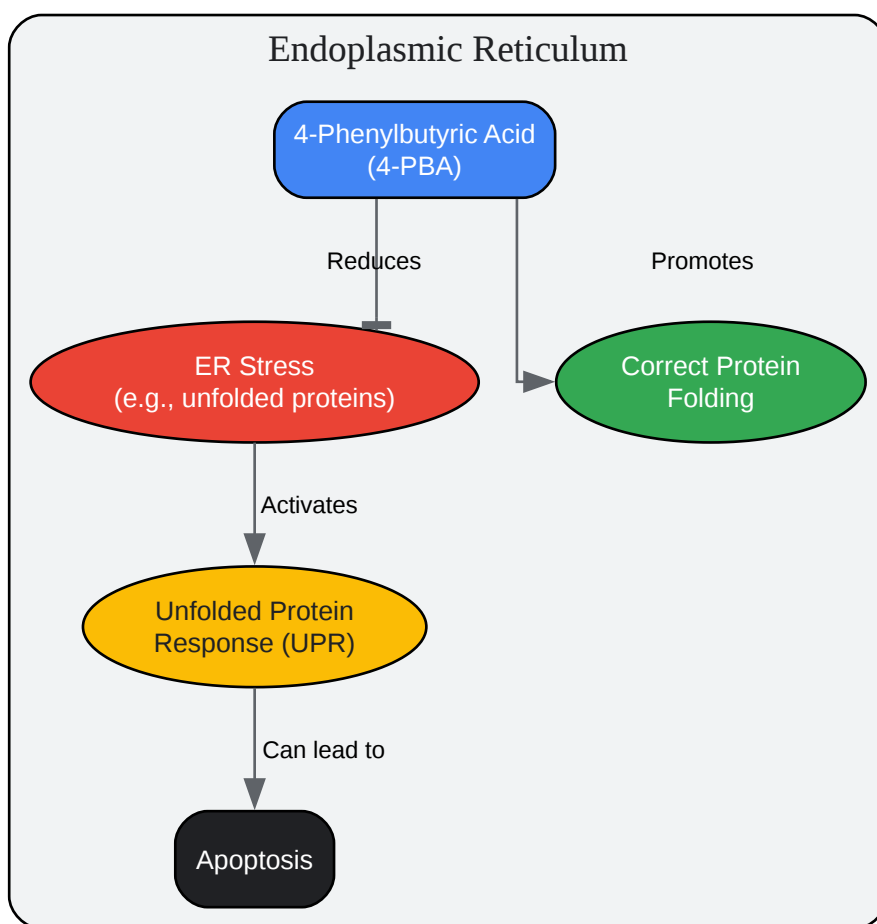 Endoplasmic Reticulum
4-Phenylbutyric Acid
(4-PBA)
Reduces
Promotes
ER Stress
(e.g., unfolded proteins)
Correct Protein
Folding
Activates
Unfolded Protein
Response (UPR)
Can lead to
Apoptosis